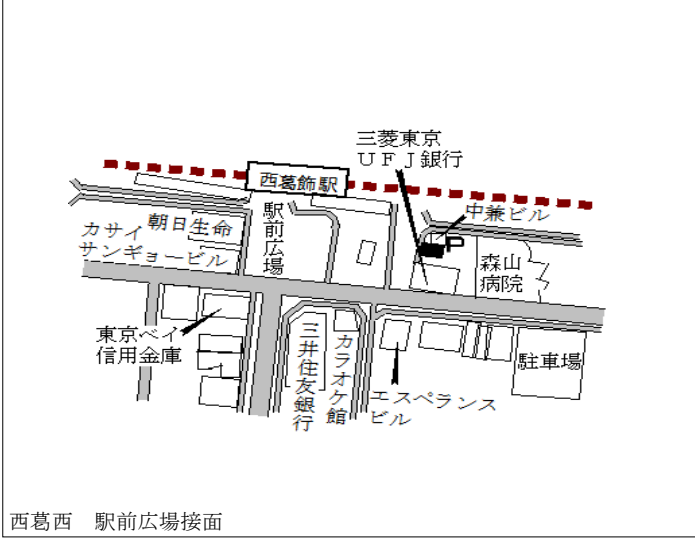 三菱東京
ＵＦＪ銀行
西葛飾駅
中兼ビル
駅前広場
朝日生命
カサイ
サンギョービル
P
森山
病院
東京ベイ
信用金庫
三井住友銀行
カラオケ館
エスペランス
ビル
駐車場
西葛西　駅前広場接面